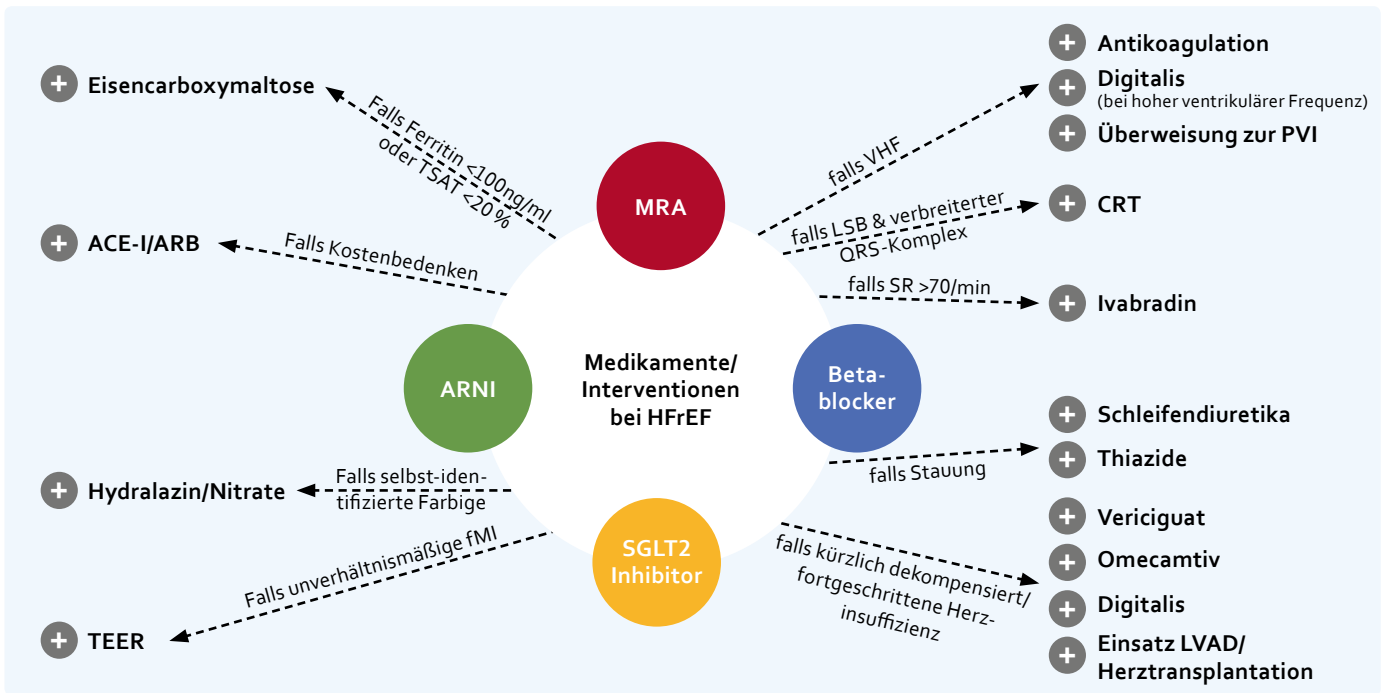 + Eisencarboxymaltose
Falls Ferritin <100ng/ml
oder TSAT <20 %
+ ACE-I/ARB
Falls Kostenbedenken
+ Hydralazin/Nitrate
Falls selbst-iden-
tifizierte Farbige
+ TEER
Falls unverhältnismäßige fMI
MRA
ARNI
Medikamente/
Interventionen
bei HFrEF
Beta-
blocker
SGLT2
Inhibitor
falls VHF
+ Antikoagulation
+ Digitalis
(bei hoher ventrikulärer Frequenz)
+ Überweisung zur PVI
falls LSB & verbreiterter
QRS-Komplex
+ CRT
falls SR >70/min
+ Ivabradin
falls Stauung
+ Schleifendiuretika
+ Thiazide
falls kürzlich dekompensiert/
fortgeschrittene Herz-
insuffizienz
+ Vericiguat
+ Omecamtiv
+ Digitalis
+ Einsatz LVAD/
Herztransplantation